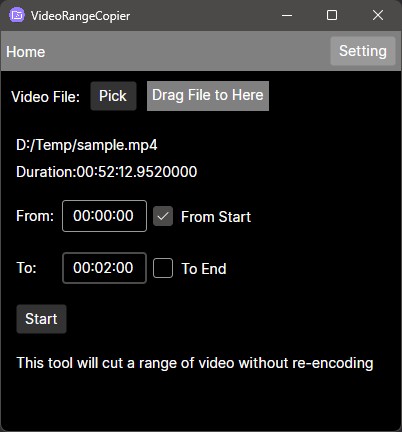 VideoRangeCopier
Home Setting
Video File: Pick Drag File to Here
D:/Temp/sample.mp4
Duration:00:52:12.9520000
From: 00:00:00 From Start
To: 00:02:00 To End
Start
This tool will cut a range of video without re-encoding